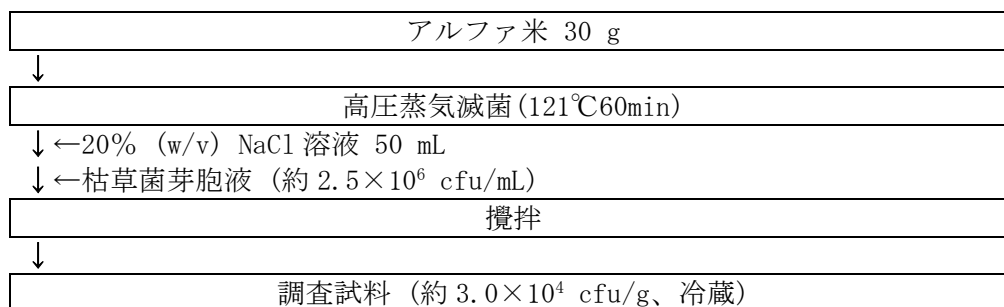 アルファ米 30 g
↓
高圧蒸気滅菌(121℃60min)
↓←20% (w/v) NaCl 溶液 50 mL
↓←枯草菌芽胞液 (約 2.5×10⁶ cfu/mL)
攪拌
↓
調査試料 (約 3.0×10⁴ cfu/g、冷蔵)